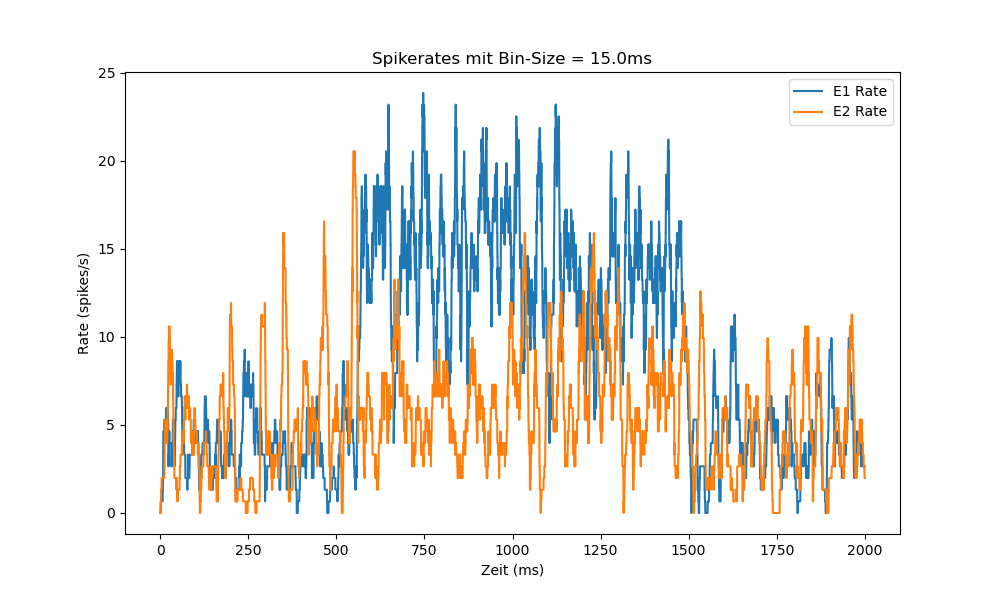 Spikerates mit Bin-Size = 15.0ms
E1 Rate
E2 Rate
25
20
15
10
5
0
Rate (spikes/s)
0 250 500 750 1000 1250 1500 1750 2000
Zeit (ms)